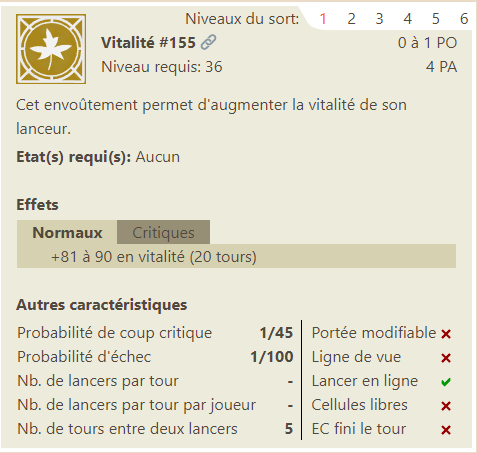 Niveaux du sort: 1 2 3 4 5 6
Vitalité #155 0 à 1 PO
Niveau requis: 36 4 PA
Cet envoûtement permet d'augmenter la vitalité de son
lanceur.
Etat(s) requi(s): Aucun
Effets
Normaux Critiques
+81 à 90 en vitalité (20 tours)
Autres caractéristiques
Probabilité de coup critique 1/45 Portée modifiable
Probabilité d'échec 1/100 Ligne de vue
Nb. de lancers par tour - Lancer en ligne
Nb. de lancers par tour par joueur - Cellules libres
Nb. de tours entre deux lancers 5 EC fini le tour